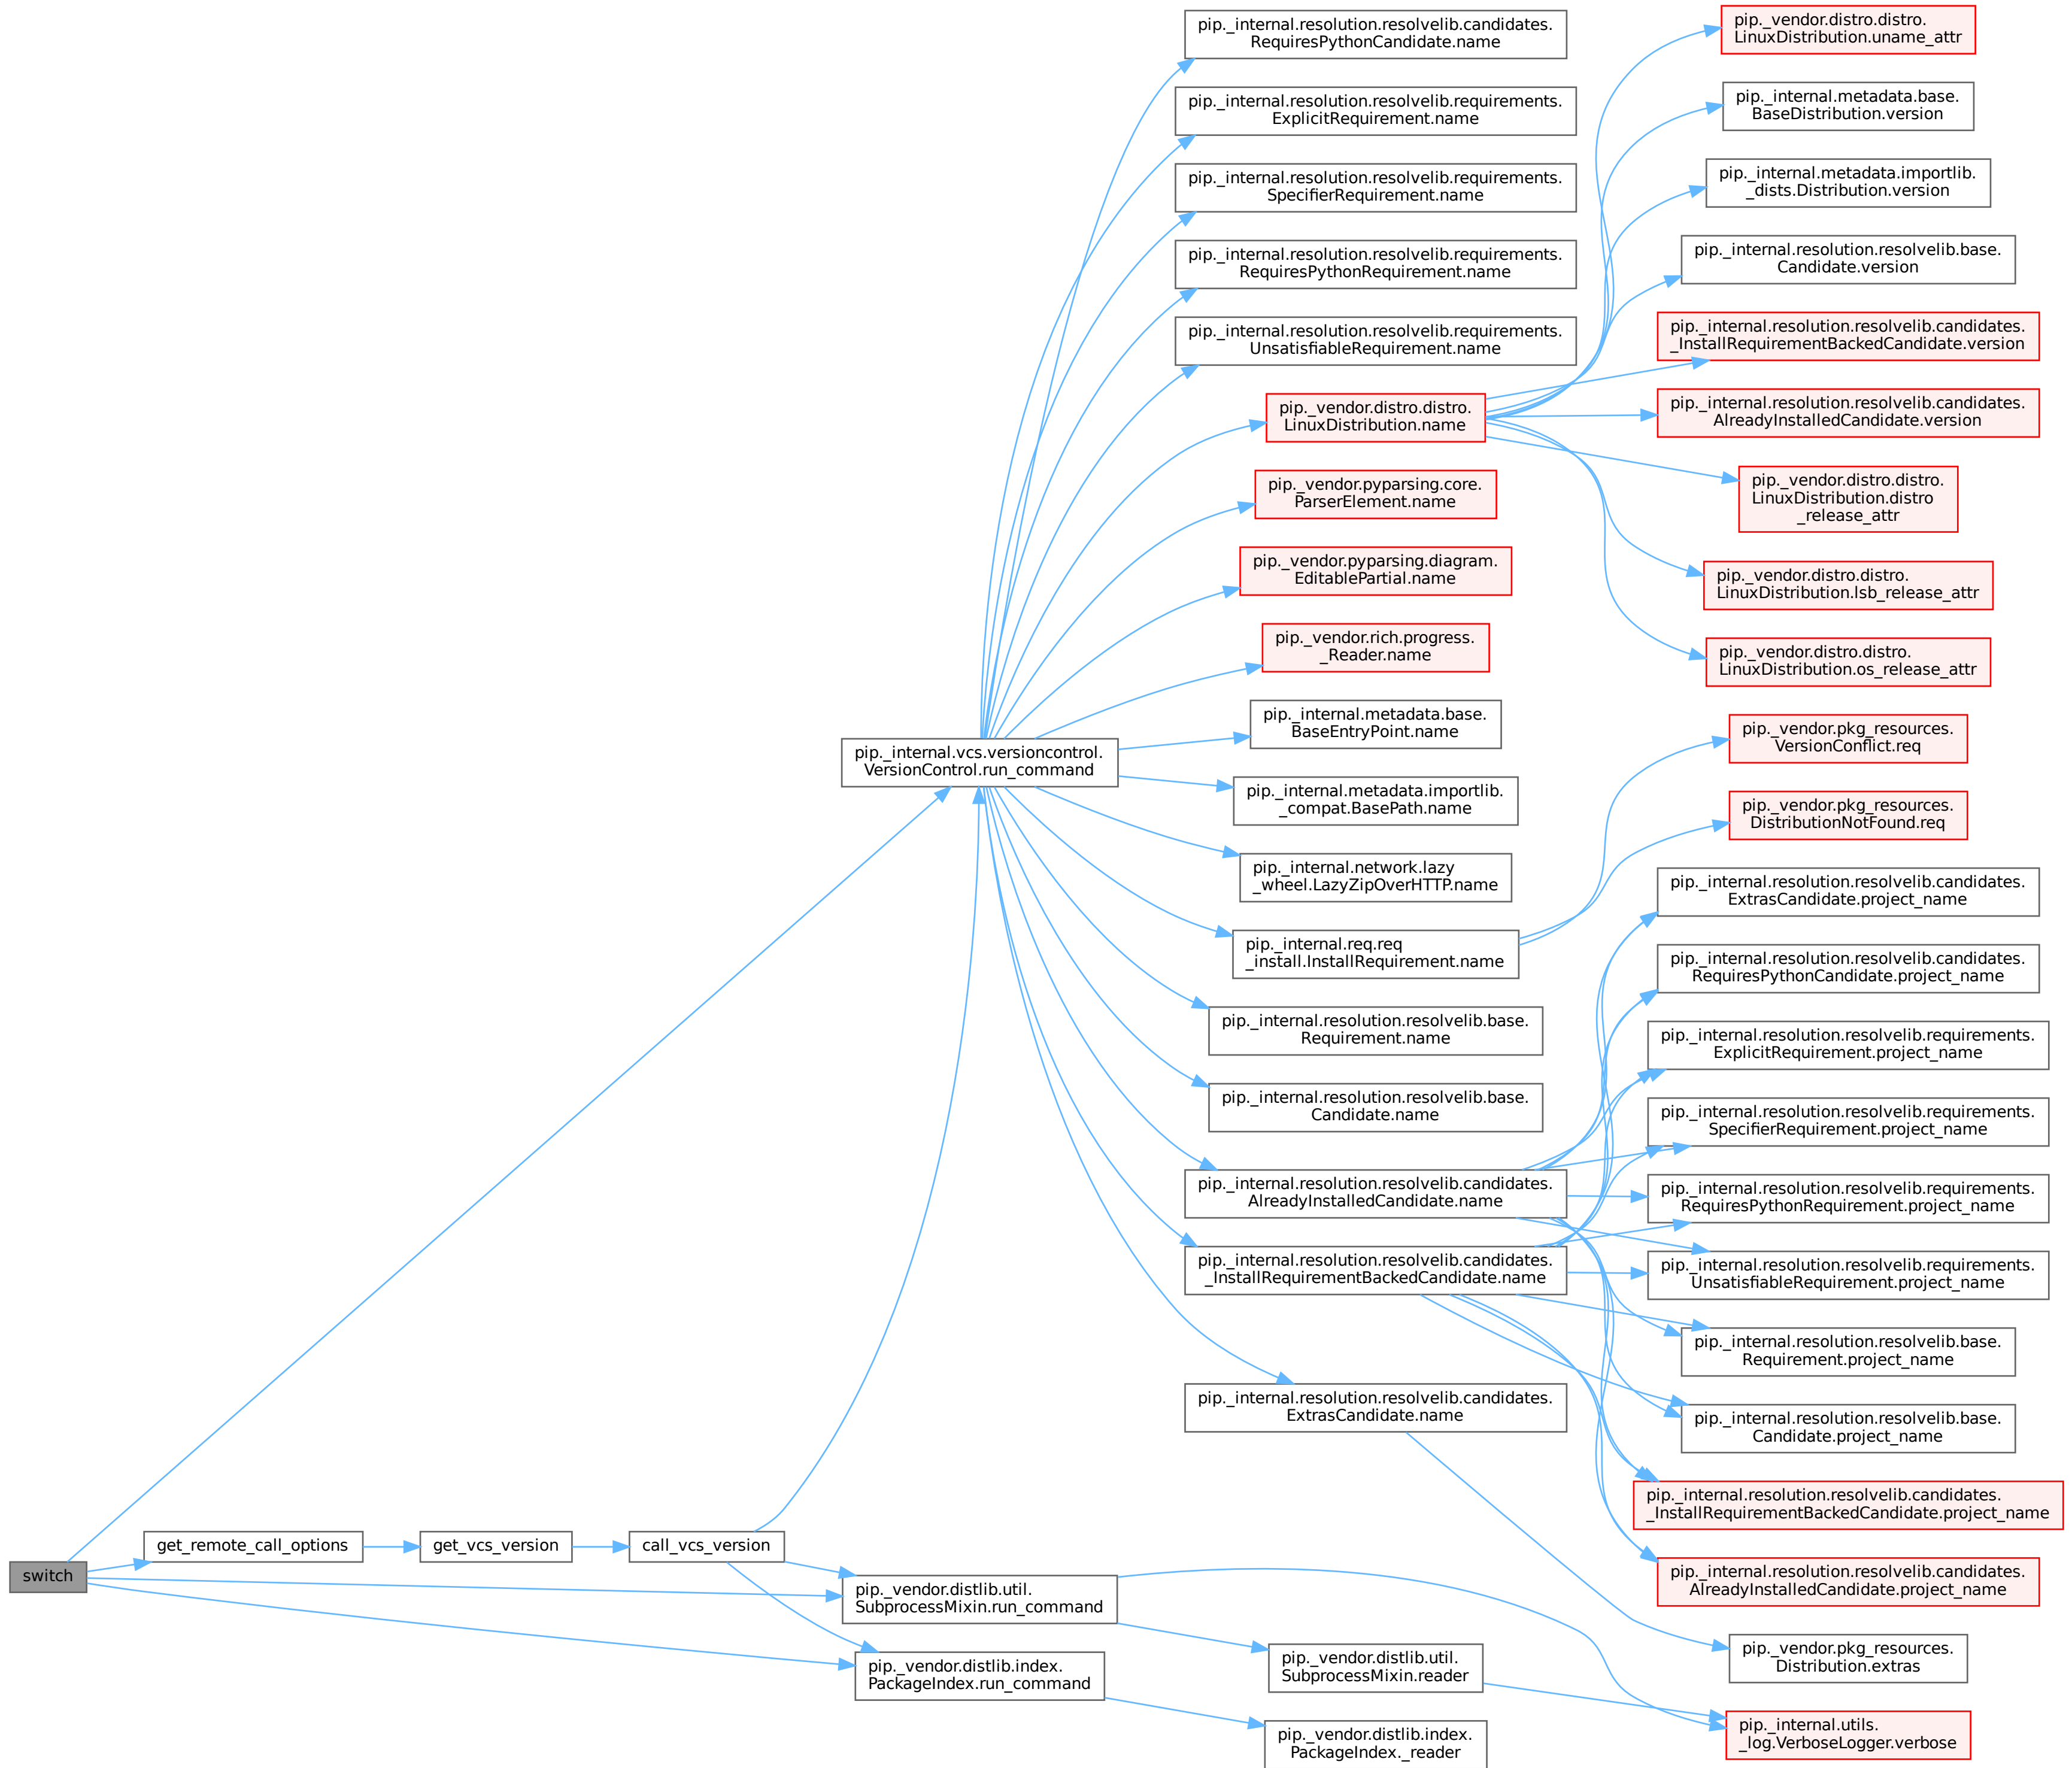 switch
get_remote_call_options
get_vcs_version
call_vcs_version
pip._internal.vcs.versioncontrol.
VersionControl.run_command
pip._vendor.distlib.util.
SubprocessMixin.run_command
pip._vendor.distlib.index.
PackageIndex.run_command
pip._internal.resolution.resolvelib.candidates.
RequiresPythonCandidate.name
pip._internal.resolution.resolvelib.requirements.
ExplicitRequirement.name
pip._internal.resolution.resolvelib.requirements.
SpecifierRequirement.name
pip._internal.resolution.resolvelib.requirements.
RequiresPythonRequirement.name
pip._internal.resolution.resolvelib.requirements.
UnsatisfiableRequirement.name
pip._vendor.distro.distro.
LinuxDistribution.name
pip._vendor.pyparsing.core.
ParserElement.name
pip._vendor.pyparsing.diagram.
EditablePartial.name
pip._vendor.rich.progress.
_Reader.name
pip._internal.metadata.base.
BaseEntryPoint.name
pip._internal.metadata.importlib.
_compat.BasePath.name
pip._internal.network.lazy
_wheel.LazyZipOverHTTP.name
pip._internal.req.req
_install.InstallRequirement.name
pip._internal.resolution.resolvelib.base.
Requirement.name
pip._internal.resolution.resolvelib.base.
Candidate.name
pip._internal.resolution.resolvelib.candidates.
AlreadyInstalledCandidate.name
pip._internal.resolution.resolvelib.candidates.
_InstallRequirementBackedCandidate.name
pip._internal.resolution.resolvelib.candidates.
ExtrasCandidate.name
pip._vendor.distlib.util.
SubprocessMixin.reader
pip._vendor.distlib.index.
PackageIndex._reader
pip._vendor.distro.distro.
LinuxDistribution.uname_attr
pip._internal.metadata.base.
BaseDistribution.version
pip._internal.metadata.importlib.
_dists.Distribution.version
pip._internal.resolution.resolvelib.base.
Candidate.version
pip._internal.resolution.resolvelib.candidates.
_InstallRequirementBackedCandidate.version
pip._internal.resolution.resolvelib.candidates.
AlreadyInstalledCandidate.version
pip._vendor.distro.distro.
LinuxDistribution.distro
_release_attr
pip._vendor.distro.distro.
LinuxDistribution.lsb_release_attr
pip._vendor.distro.distro.
LinuxDistribution.os_release_attr
pip._vendor.pkg_resources.
VersionConflict.req
pip._vendor.pkg_resources.
DistributionNotFound.req
pip._internal.resolution.resolvelib.candidates.
ExtrasCandidate.project_name
pip._internal.resolution.resolvelib.candidates.
RequiresPythonCandidate.project_name
pip._internal.resolution.resolvelib.requirements.
ExplicitRequirement.project_name
pip._internal.resolution.resolvelib.requirements.
SpecifierRequirement.project_name
pip._internal.resolution.resolvelib.requirements.
RequiresPythonRequirement.project_name
pip._internal.resolution.resolvelib.requirements.
UnsatisfiableRequirement.project_name
pip._internal.resolution.resolvelib.base.
Requirement.project_name
pip._internal.resolution.resolvelib.base.
Candidate.project_name
pip._internal.resolution.resolvelib.candidates.
_InstallRequirementBackedCandidate.project_name
pip._internal.resolution.resolvelib.candidates.
AlreadyInstalledCandidate.project_name
pip._vendor.pkg_resources.
Distribution.extras
pip._internal.utils.
_log.VerboseLogger.verbose